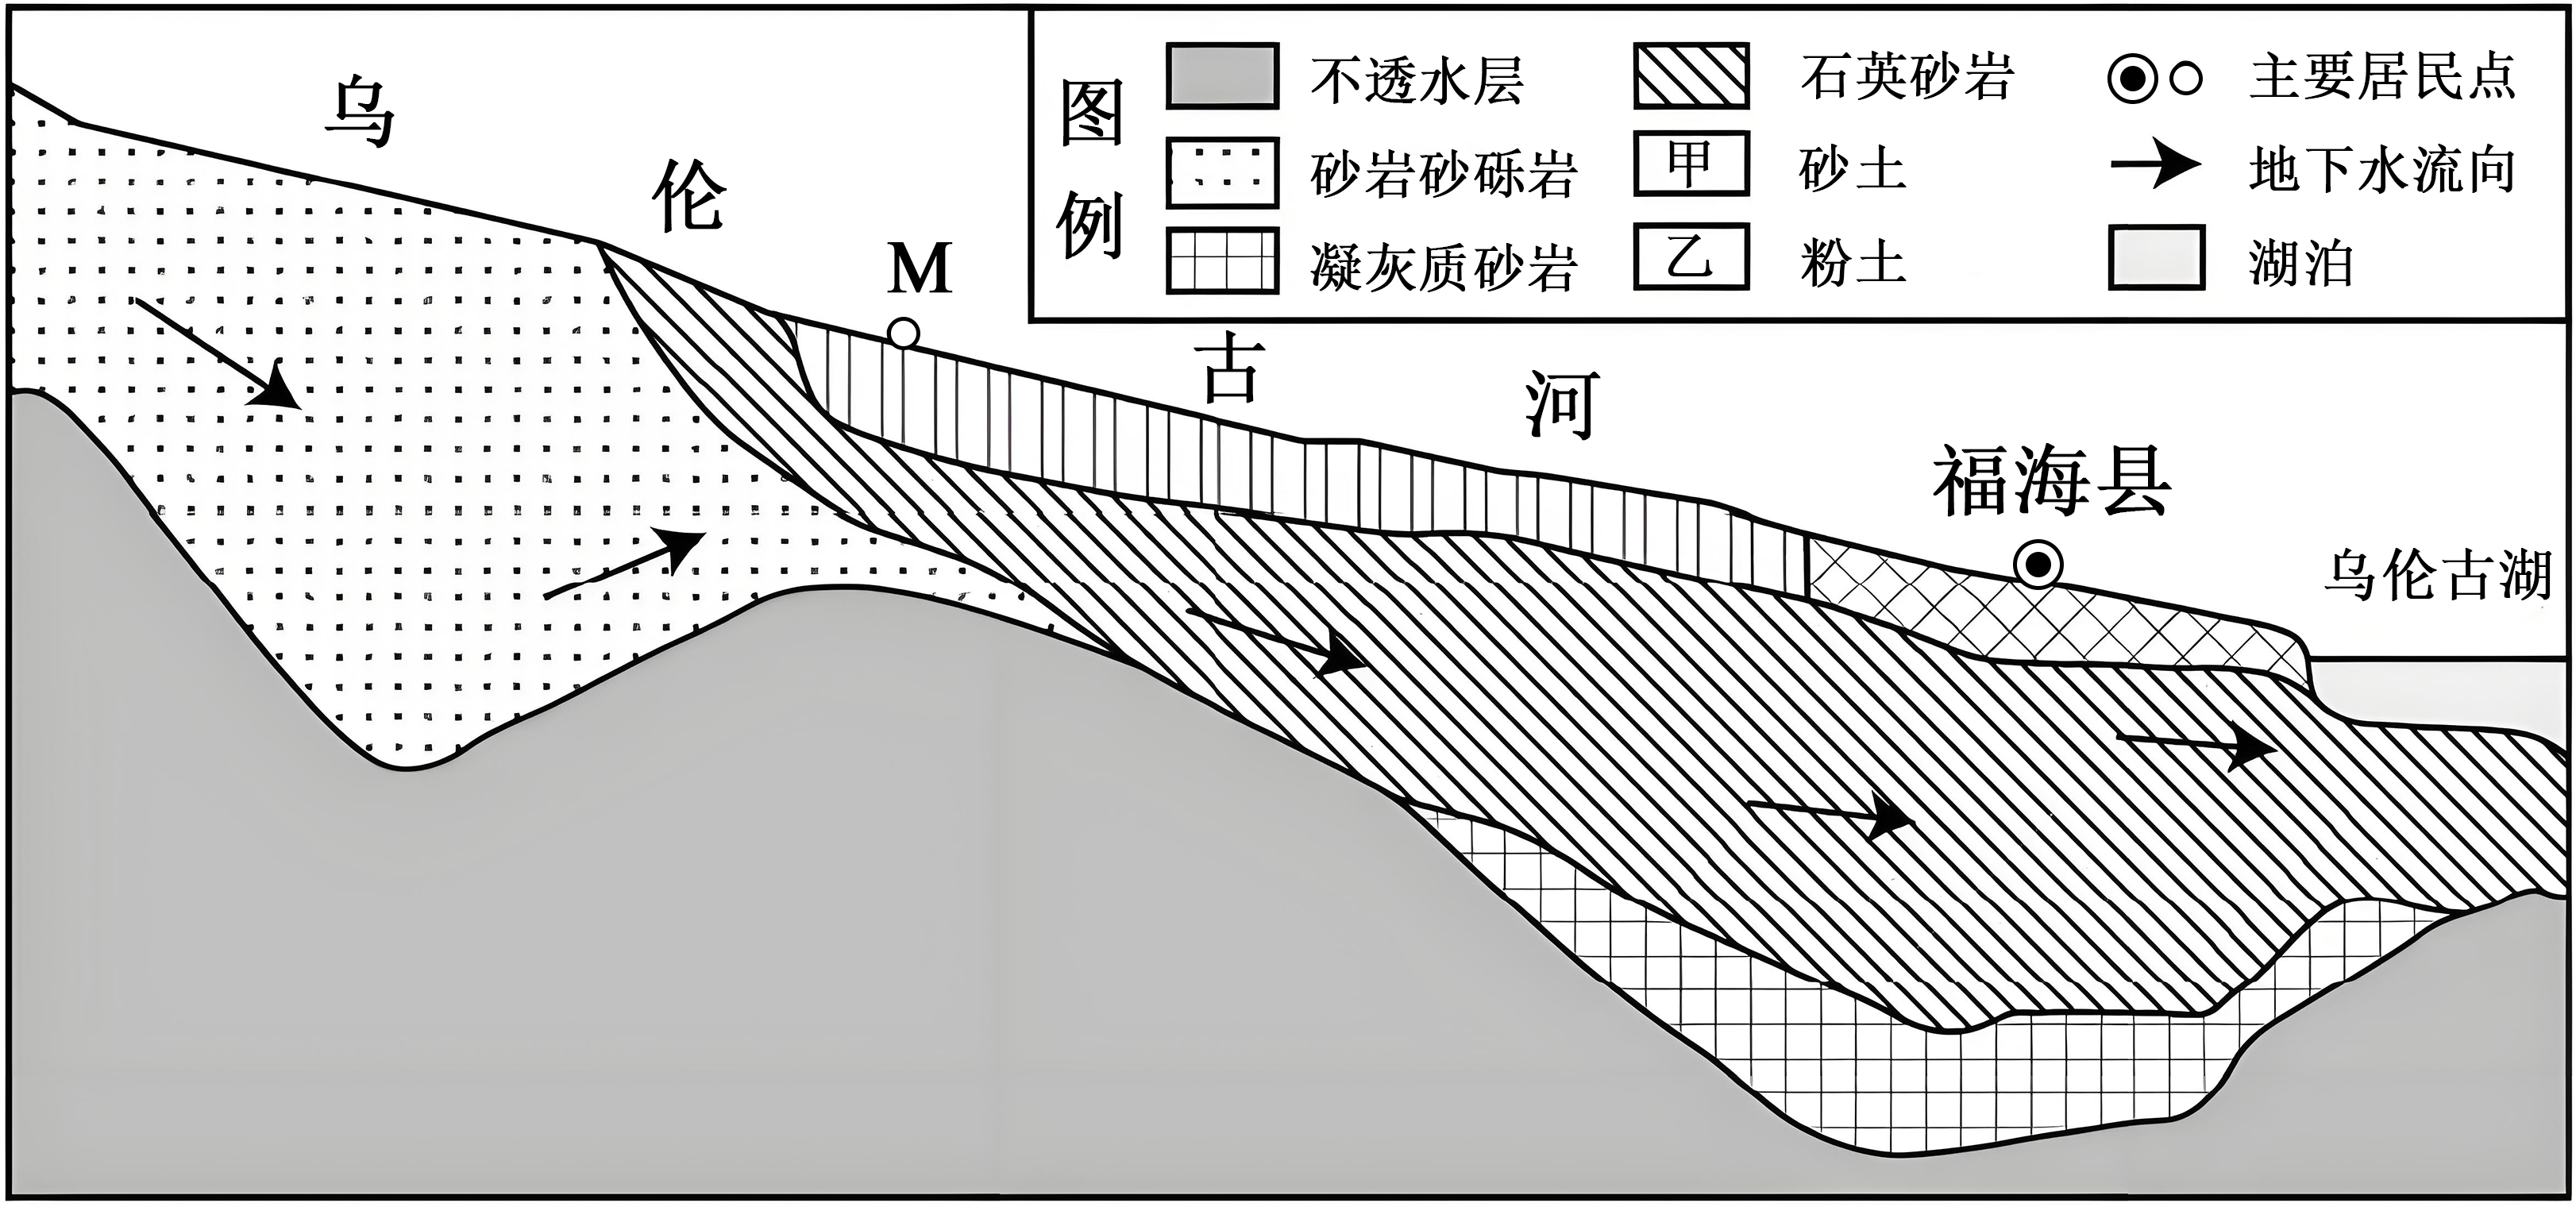 图例
不透水层
砂岩砂砾岩
凝灰质砂岩
石英砂岩
甲 砂土
乙 粉土
主要居民点
地下水流向
湖泊
乌伦古河
M
福海县
乌伦古湖